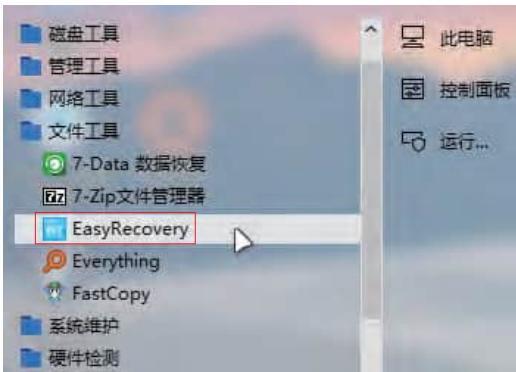 磁盘工具
管理工具
网络工具
文件工具
7-Data 数据恢复
7-Zip文件管理器
EasyRecovery
Everything
FastCopy
系统维护
硬件检测
此电脑
控制面板
运行...